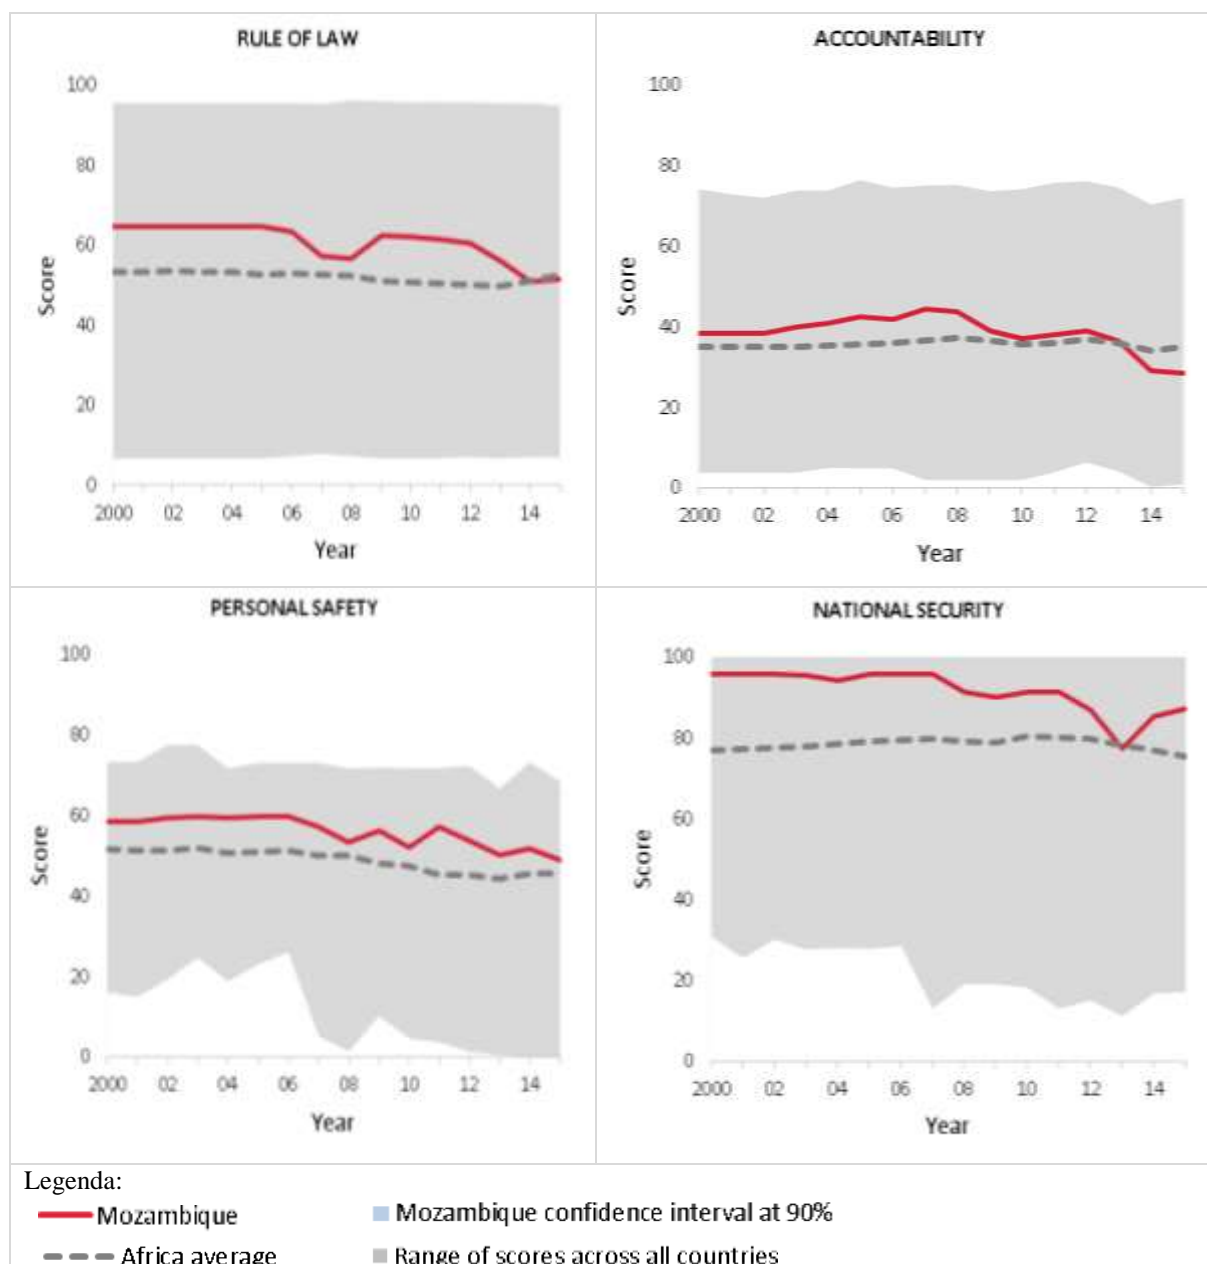 RULE OF LAW
100
80
60
40
20
0
Score
2000 02 04 06 08 10 12 14
Year
ACCOUNTABILITY
100
80
60
40
20
0
Score
2000 02 04 06 08 10 12 14
Year
PERSONAL SAFETY
100
80
60
40
20
0
Score
2000 02 04 06 08 10 12 14
Year
NATIONAL SECURITY
100
80
60
40
20
0
Score
2000 02 04 06 08 10 12 14
Year
Legenda:
Mozambique
Mozambique confidence interval at 90%
Africa average
Range of scores across all countries